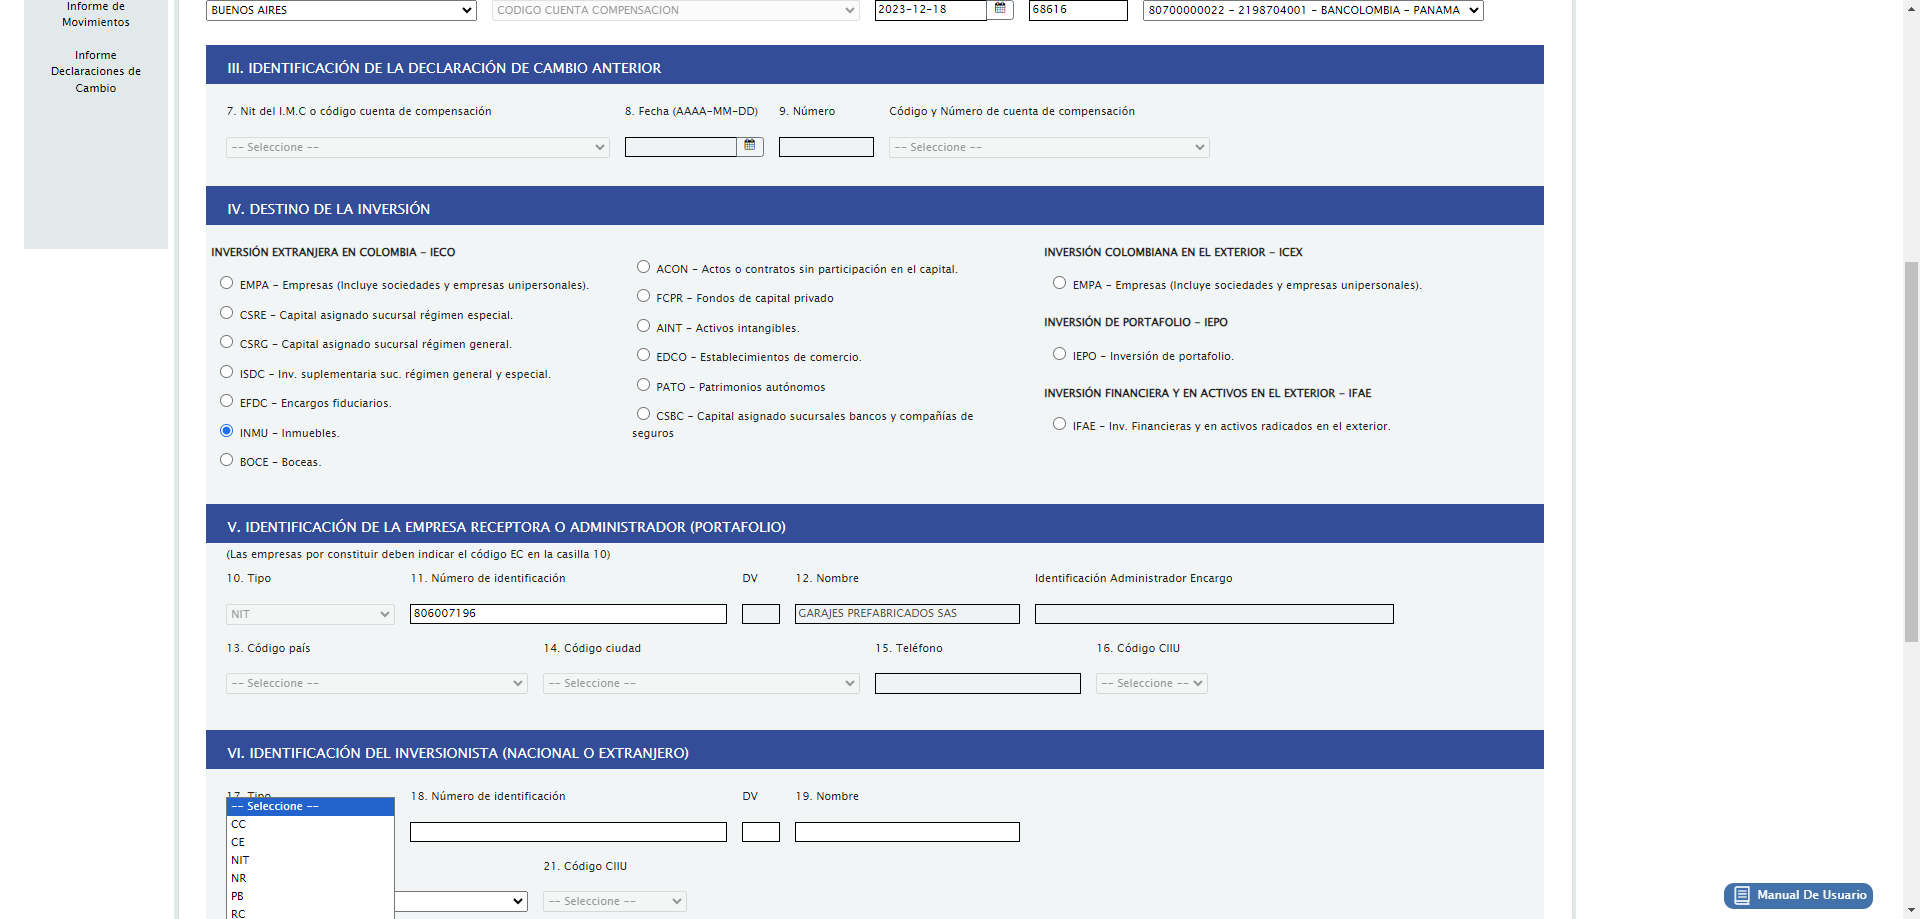 Informe de
Movimientos
Informe
Declaraciones de
Cambio
BUENOS AIRES
CODIGO CUENTA COMPENSACION
2023-12-18
68616
80700000022 - 2198704001 - BANCOLOMBIA - PANAMA
III. IDENTIFICACIÓN DE LA DECLARACIÓN DE CAMBIO ANTERIOR
7. Nit del I.M.C o código cuenta de compensación
8. Fecha (AAAA-MM-DD)
9. Número
Código y Número de cuenta de compensación
-- Seleccione --
-- Seleccione --
IV. DESTINO DE LA INVERSIÓN
INVERSIÓN EXTRANJERA EN COLOMBIA - IECO
EMPA - Empresas (Incluye sociedades y empresas unipersonales).
CSRE - Capital asignado sucursal régimen especial.
CSRG - Capital asignado sucursal régimen general.
ISDC - Inv. suplementaria suc. régimen general y especial.
EFDC - Encargos fiduciarios.
INMU - Inmuebles.
BOCE - Boceas.
ACON - Actos o contratos sin participación en el capital.
FCPR - Fondos de capital privado
AINT - Activos intangibles.
EDCO - Establecimientos de comercio.
PATO - Patrimonios autónomos
CSBC - Capital asignado sucursales bancos y compañías de
seguros
INVERSIÓN COLOMBIANA EN EL EXTERIOR - ICEX
EMPA - Empresas (Incluye sociedades y empresas unipersonales).
INVERSIÓN DE PORTAFOLIO - IEPO
IEPO - Inversión de portafolio.
INVERSIÓN FINANCIERA Y EN ACTIVOS EN EL EXTERIOR - IFAE
IFAE - Inv. Financieras y en activos radicados en el exterior.
V. IDENTIFICACIÓN DE LA EMPRESA RECEPTORA O ADMINISTRADOR (PORTAFOLIO)
(Las empresas por constituir deben indicar el código EC en la casilla 10)
10. Tipo
11. Número de identificación
DV
12. Nombre
Identificación Administrador Encargo
NIT
806007196
GARAJES PREFABRICADOS SAS
13. Código país
14. Código ciudad
15. Teléfono
16. Código CIIU
-- Seleccione --
-- Seleccione --
-- Seleccione --
VI. IDENTIFICACIÓN DEL INVERSIONISTA (NACIONAL O EXTRANJERO)
17. Tipo
18. Número de identificación
DV
19. Nombre
-- Seleccione --
CC
CE
NIT
NR
PB
RC
21. Código CIIU
-- Seleccione --
Manual De Usuario